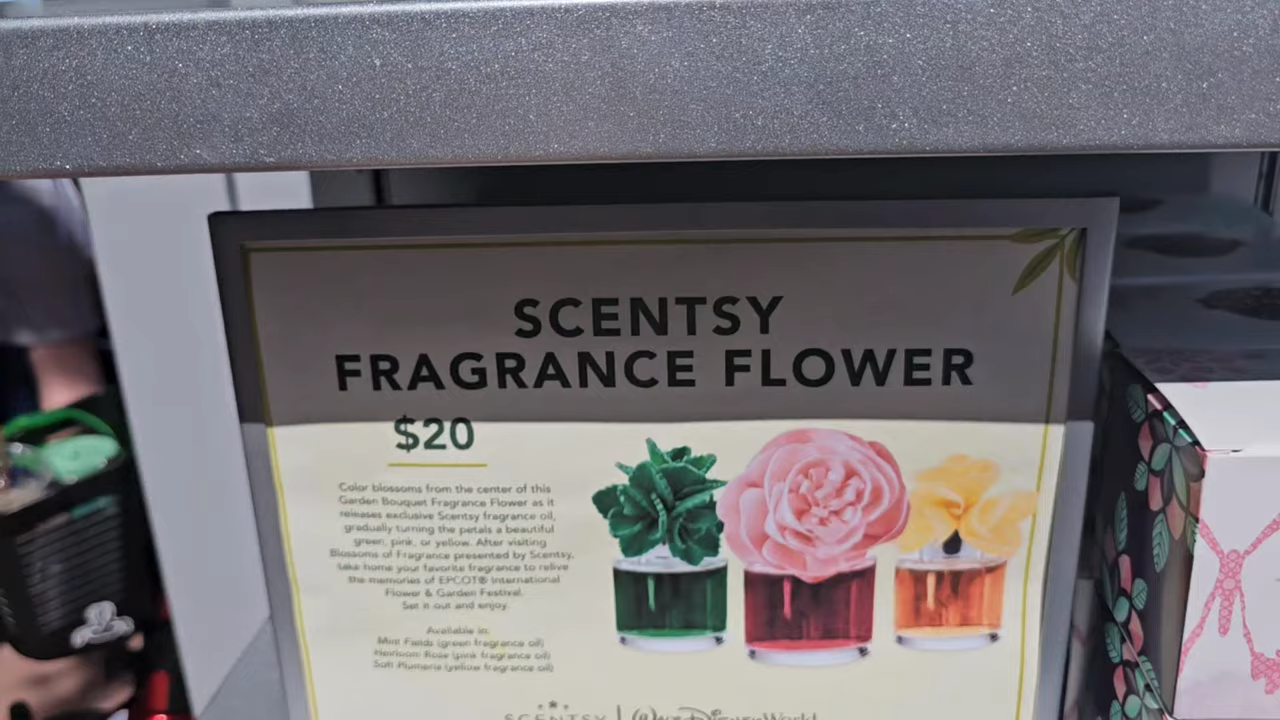 SCENTSY
FRAGRANCE FLOWER
$20
Color blossoms from the center of this
Garden Bouquet Fragrance Flower as it
releases exclusive Scentsy fragrance oil,
gradually turning the petals a beautiful
green, pink, or yellow. After visiting
Blossoms of Fragrance presented by Scentsy,
take home your favorite fragrance to relive
the memories of EPCOT® International
Flower & Garden Festival.
Set it out and enjoy.
Available in:
Mint Fields (green fragrance oil)
Heirloom Rose (pink fragrance oil)
Soft Plumeria (yellow fragrance oil)
SCENTSY | Walt Disney World